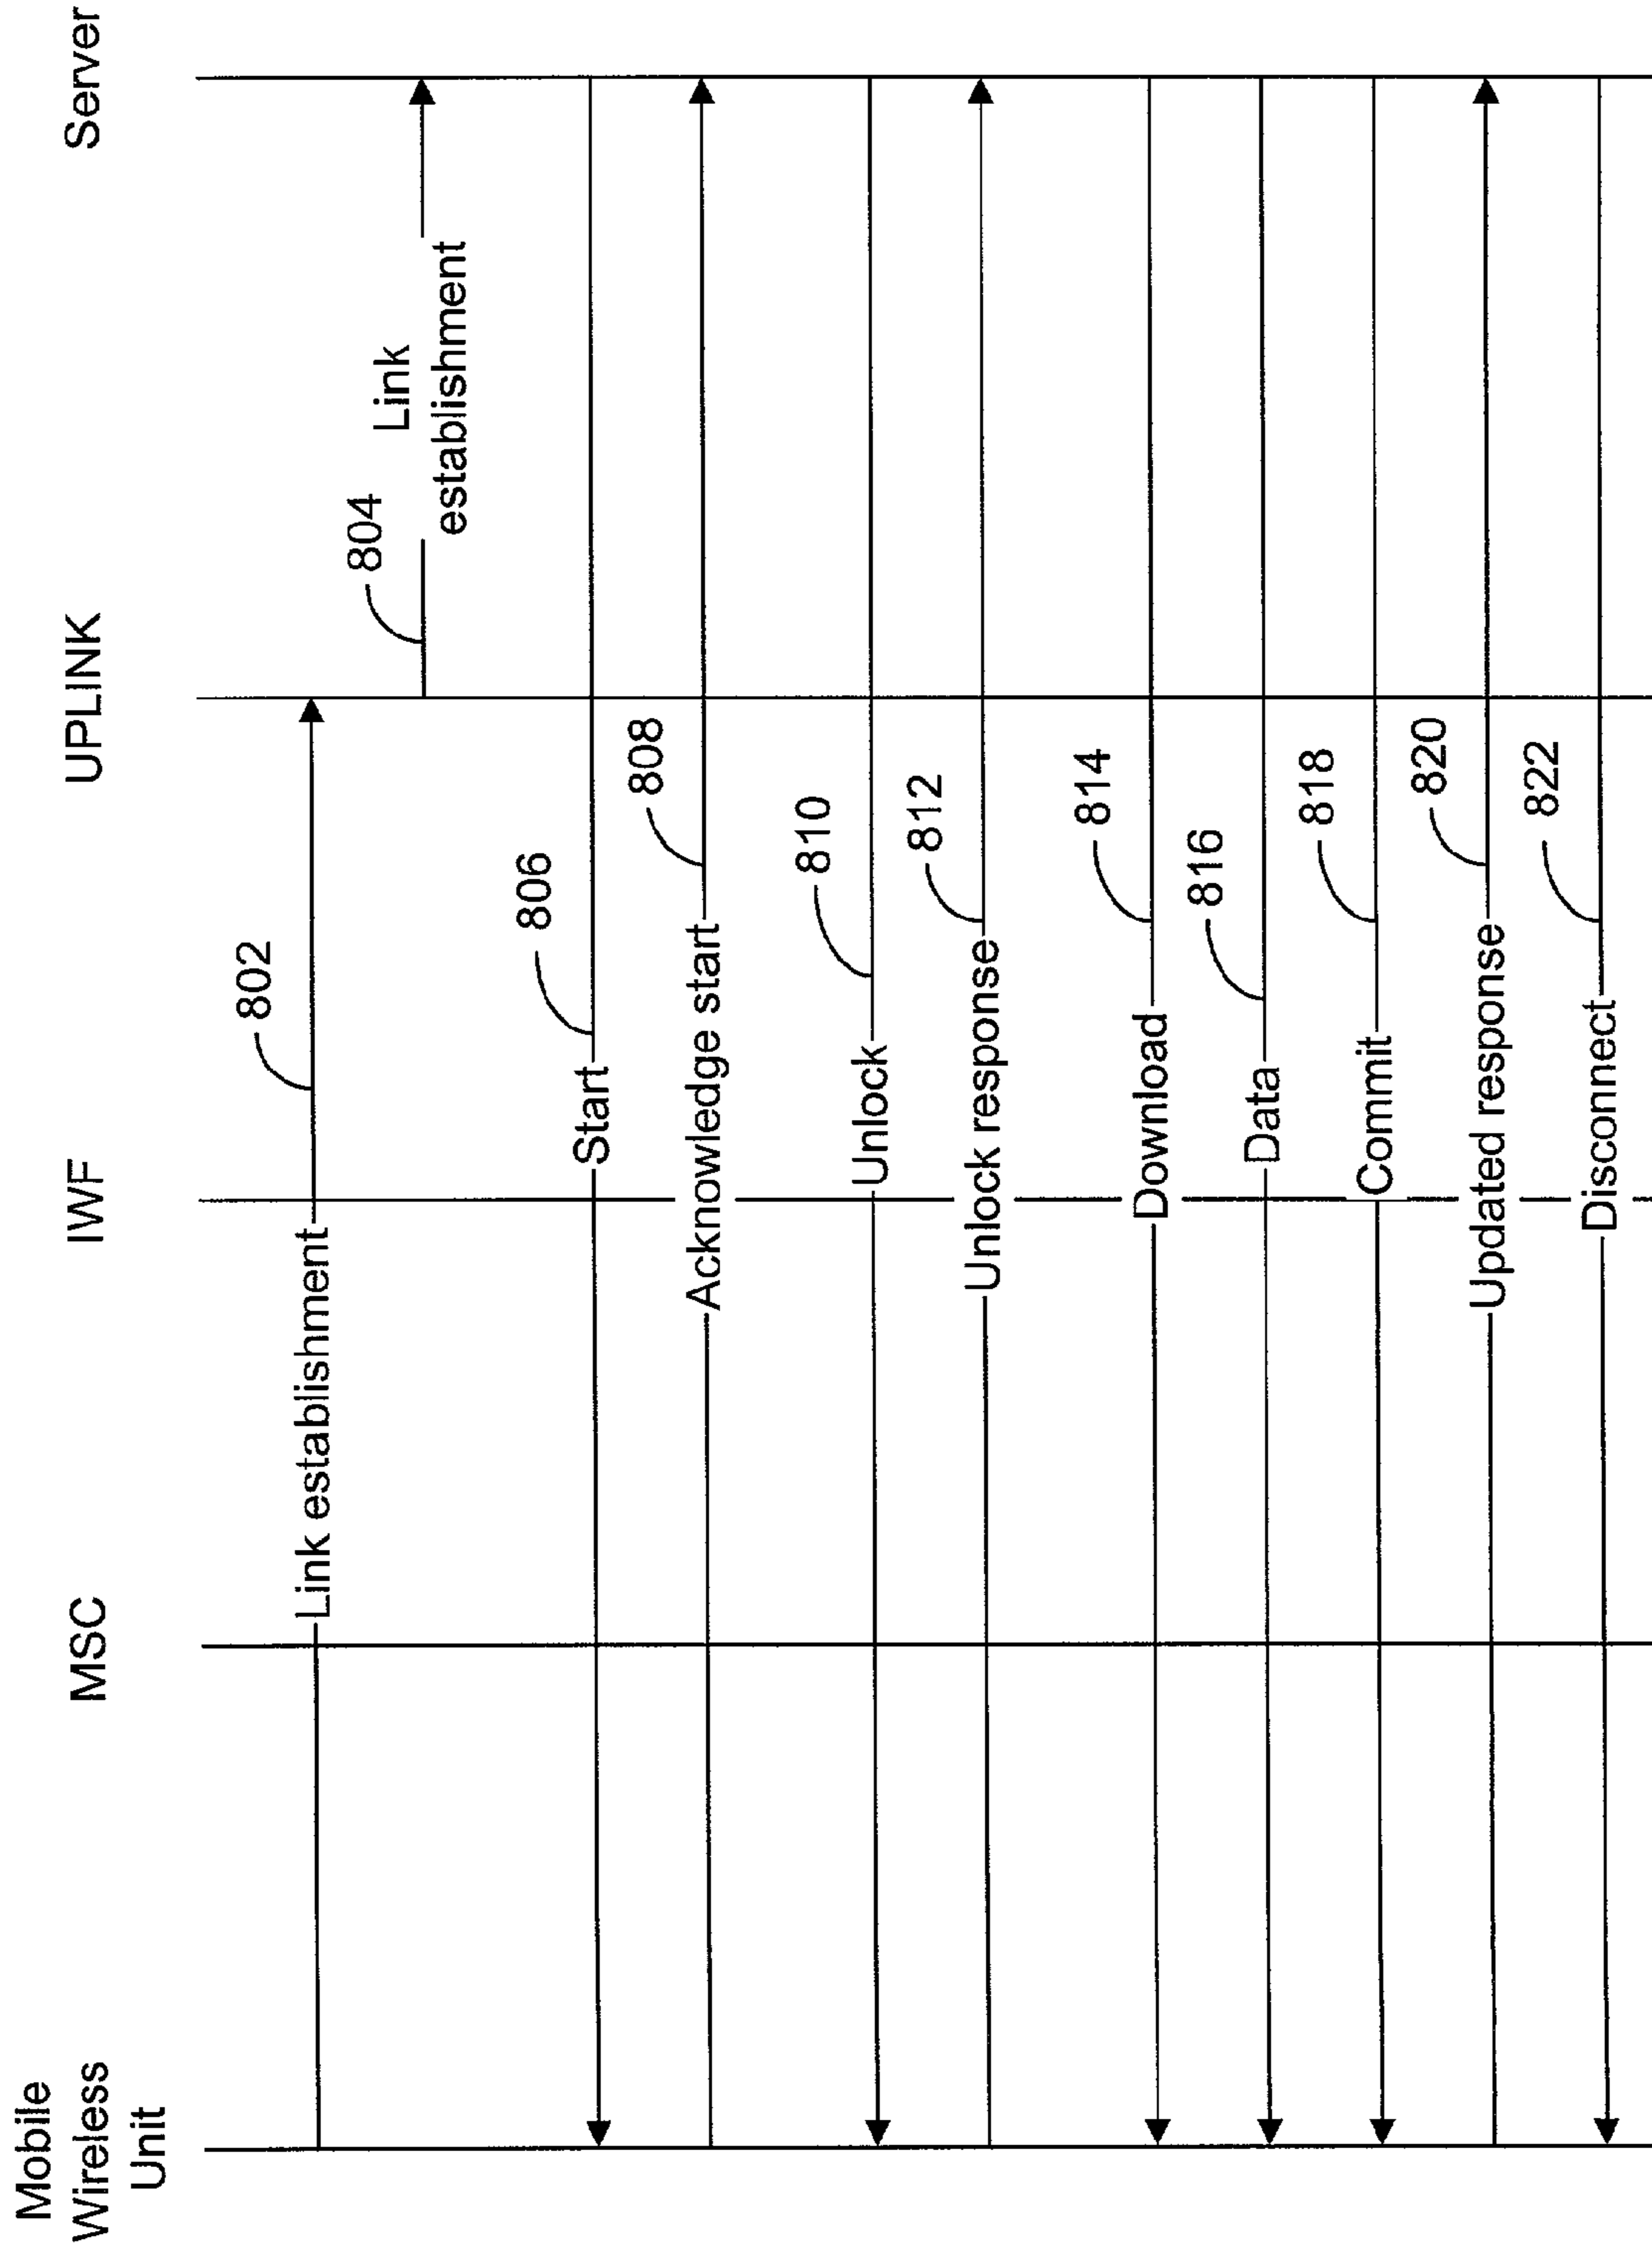 Mobile
Wireless
Unit
MSC
IWF
UPLINK
Server
802
Link establishment
804
Link
establishment
806
Start
808
Acknowledge start
810
Unlock
812
Unlock response
814
Download
816
Data
818
Commit
820
Updated response
822
Disconnect